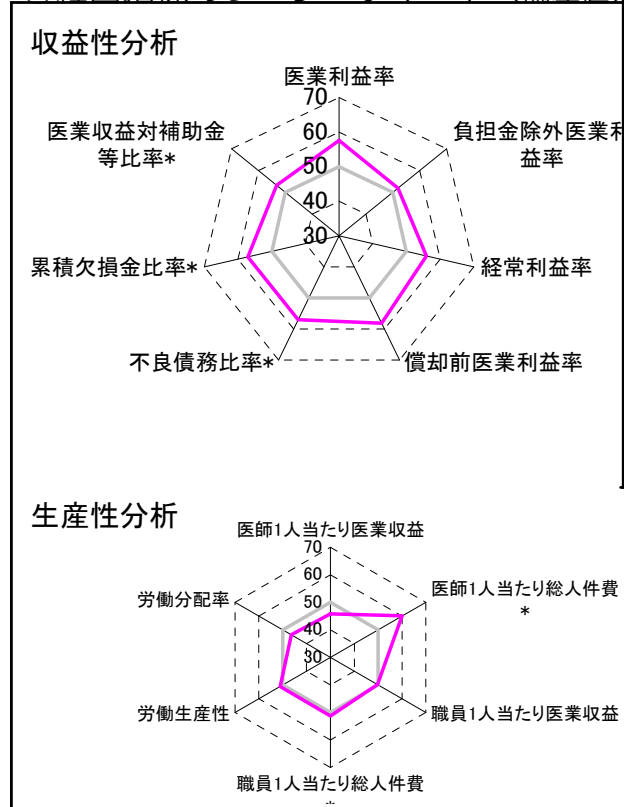 収益性分析
医業利益率
70
60
50
40
30
負担金除外医業利
益率
医業収益対補助金
等比率*
累積欠損金比率*
経常利益率
不良債務比率*
償却前医業利益率
生産性分析
医師1人当たり医業収益
70
60
50
40
30
医師1人当たり総人件費
*
労働分配率
労働生産性
職員1人当たり医業収益
職員1人当たり総人件費
*